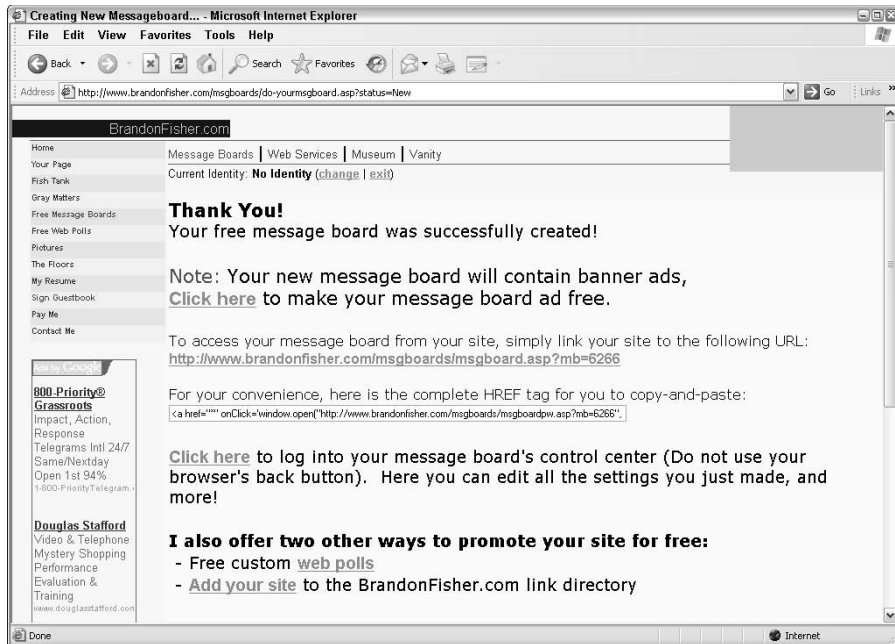 Creating New Messageboard... - Microsoft Internet Explorer
File Edit View Favorites Tools Help
Back Search Favorites
Address http://www.brandonfisher.com/msgboards/do-yourmsgboard.asp?status=New Go Links »
BrandonFisher.com
Home
Your Page
Fish Tank
Gray Matters
Free Message Boards
Free Web Polls
Pictures
The Floors
My Resume
Sign Guestbook
Pay Me
Contact Me
Ads by Google
800-Priority®
Grassroots
Impact, Action,
Response
Telegrams Intl 24/7
Same/Nextday
Open 1st 94%
1-800-PriorityTelegram.
Douglas Stafford
Video & Telephone
Mystery Shopping
Performance
Evaluation &
Training
www.douglasstafford.com
Message Boards | Web Services | Museum | Vanity
Current Identity: No Identity (change | exit)
Thank You!
Your free message board was successfully created!
Note: Your new message board will contain banner ads,
Click here to make your message board ad free.
To access your message board from your site, simply link your site to the following URL:
http://www.brandonfisher.com/msgboards/msgboard.asp?mb=6266
For your convenience, here is the complete HREF tag for you to copy-and-paste:
<a href="""" onClick='window.open("http://www.brandonfisher.com/msgboards/msgboardpw.asp?mb=6266",
Click here to log into your message board's control center (Do not use your
browser's back button). Here you can edit all the settings you just made, and
more!
I also offer two other ways to promote your site for free:
- Free custom web polls
- Add your site to the BrandonFisher.com link directory
Done Internet